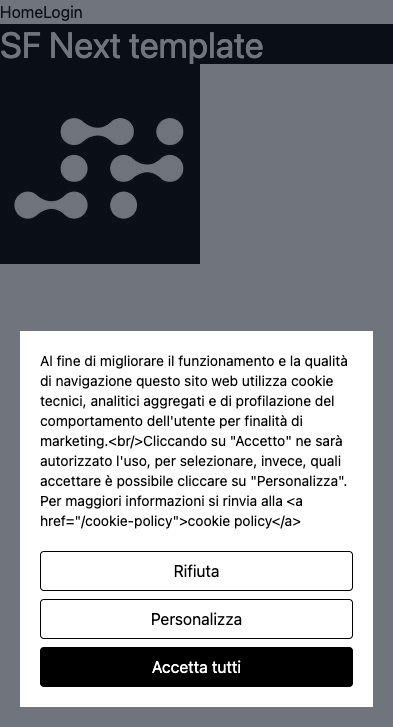 HomeLogin
SF Next template
Al fine di migliorare il funzionamento e la qualità
di navigazione questo sito web utilizza cookie
tecnici, analitici aggregati e di profilazione del
comportamento dell'utente per finalità di
marketing.<br/>Cliccando su "Accetto" ne sarà
autorizzato l'uso, per selezionare, invece, quali
accettare è possibile cliccare su "Personalizza".
Per maggiori informazioni si rinvia alla <a
href="/cookie-policy">cookie policy</a>
Rifiuta
Personalizza
Accetta tutti